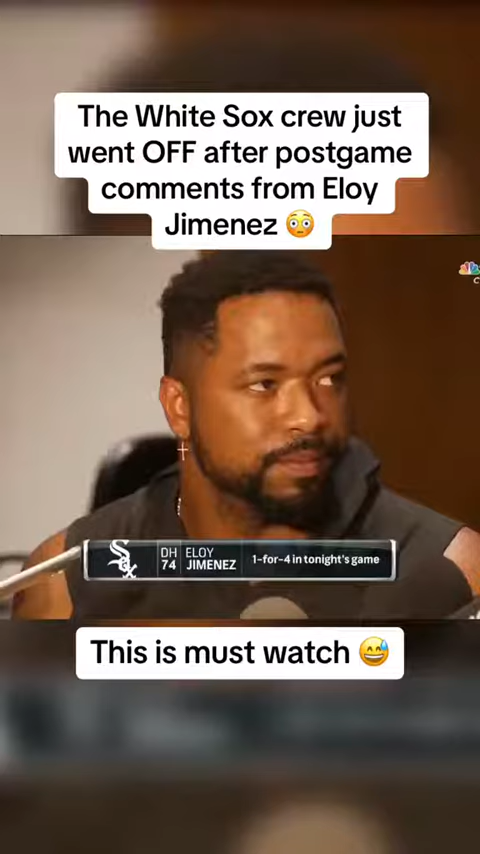 The White Sox crew just
went OFF after postgame
comments from Eloy
Jimenez 😳
Sox
DH ELOY
74 JIMENEZ
1-for-4 in tonight's game
This is must watch 😅